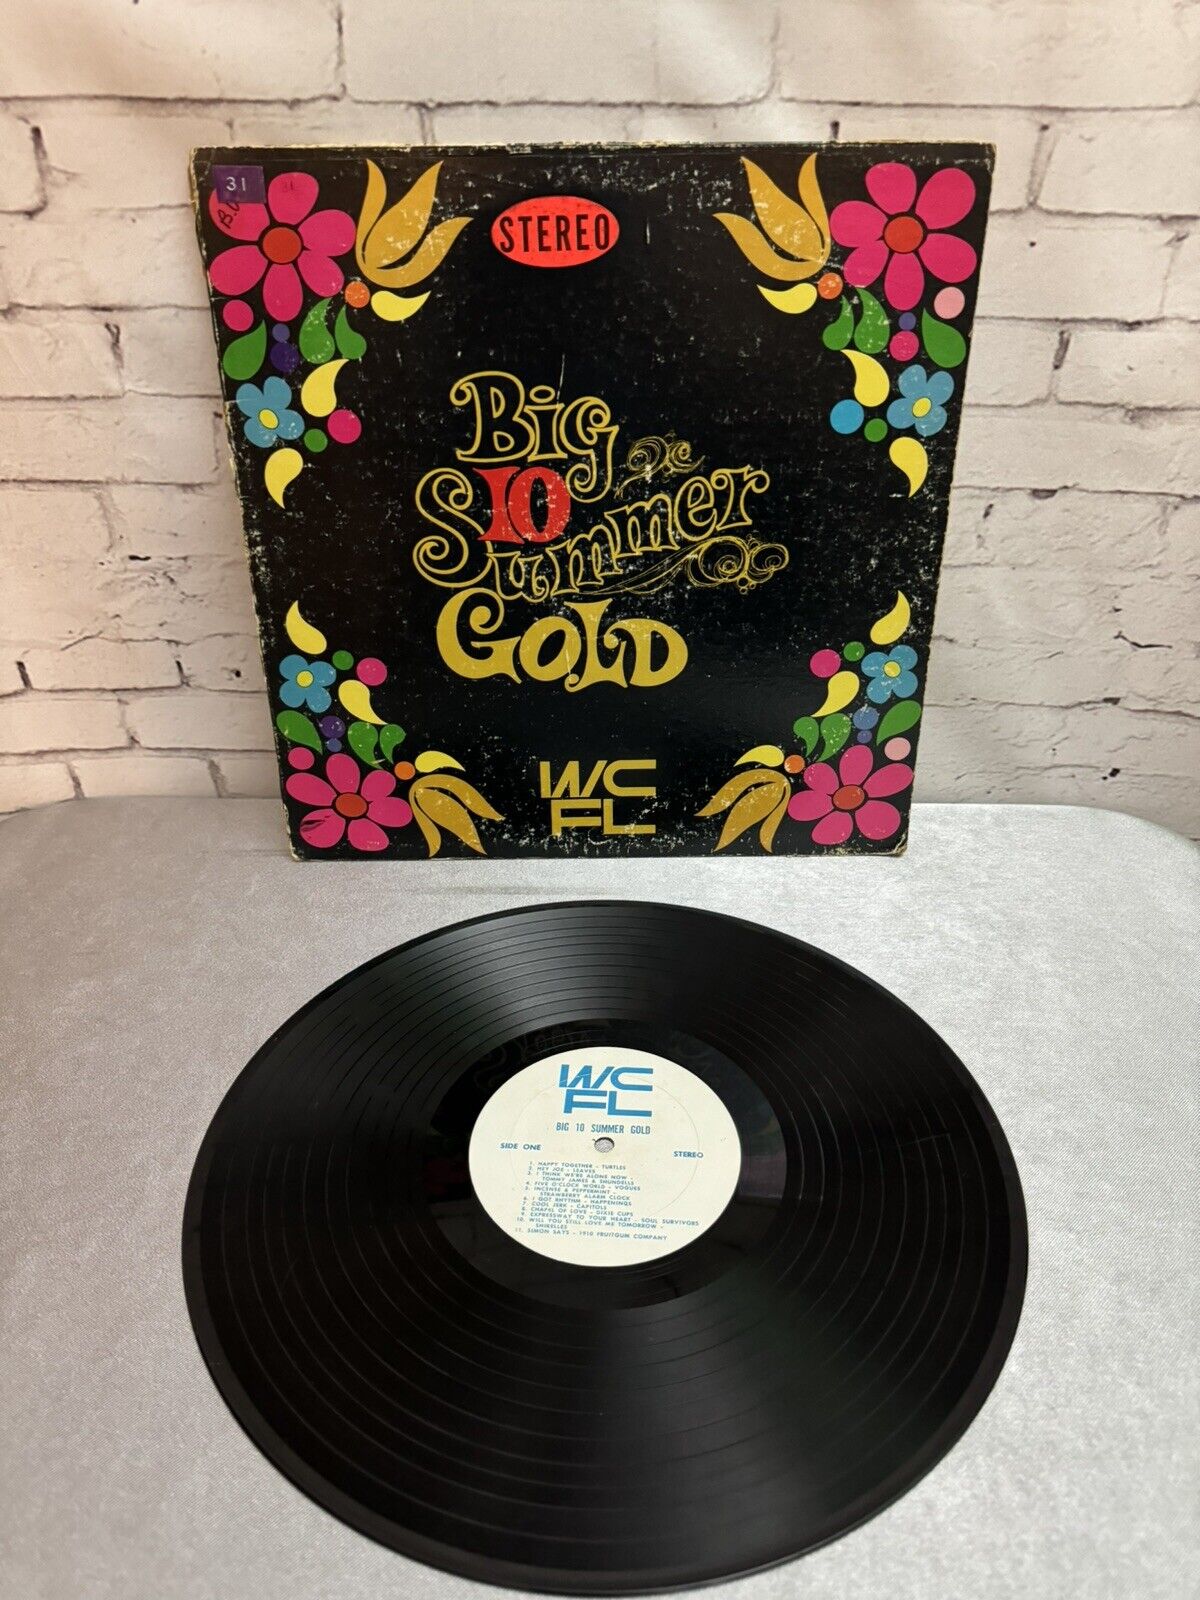 31
31
STEREO
Big
10
Summer
GOLD
WC
FL
WC
FL
BIG 10 SUMMER GOLD
SIDE ONE
STEREO
1. HAPPY TOGETHER - TURTLES
2. HEY JOE - LEAVES
3. I THINK WE'RE ALONE NOW -
TOMMY JAMES & SHUNDELLS
4. FIVE O'CLOCK WORLD - VOGUES
5. INCENSE & PEPPERMINT -
STRAWBERRY ALARM CLOCK
6. I GOT RHYTHM - HAPPENINGS
7. COOL JERK - CAPITOLS
8. CHAPEL OF LOVE - DIXIE CUPS
9. EXPRESSWAY TO YOUR HEART - SOUL SURVIVORS
10. WILL YOU STILL LOVE ME TOMORROW -
SHIRELLES
11. SIMON SAYS - 1910 FRUITGUM COMPANY